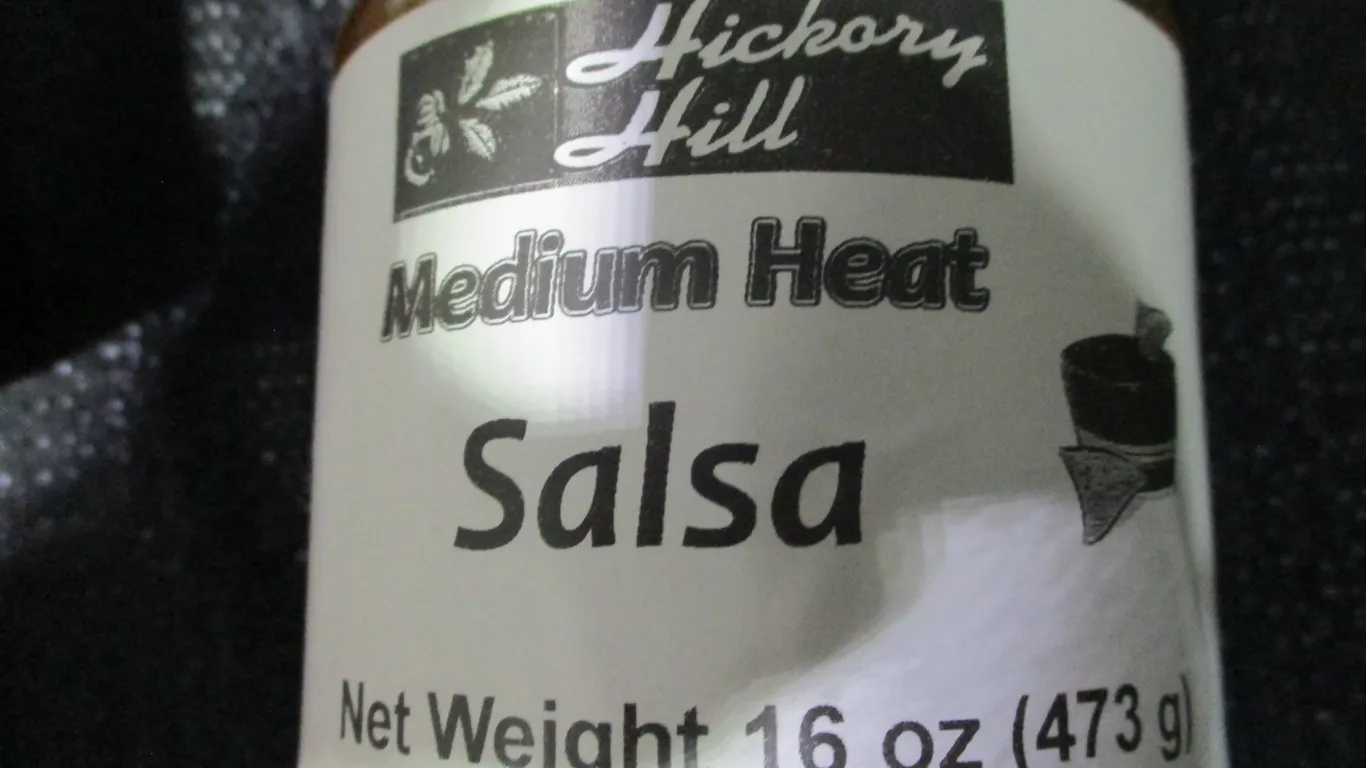 Hickory
Hill
Medium Heat
Salsa
Net Weight 16 oz (473 g)